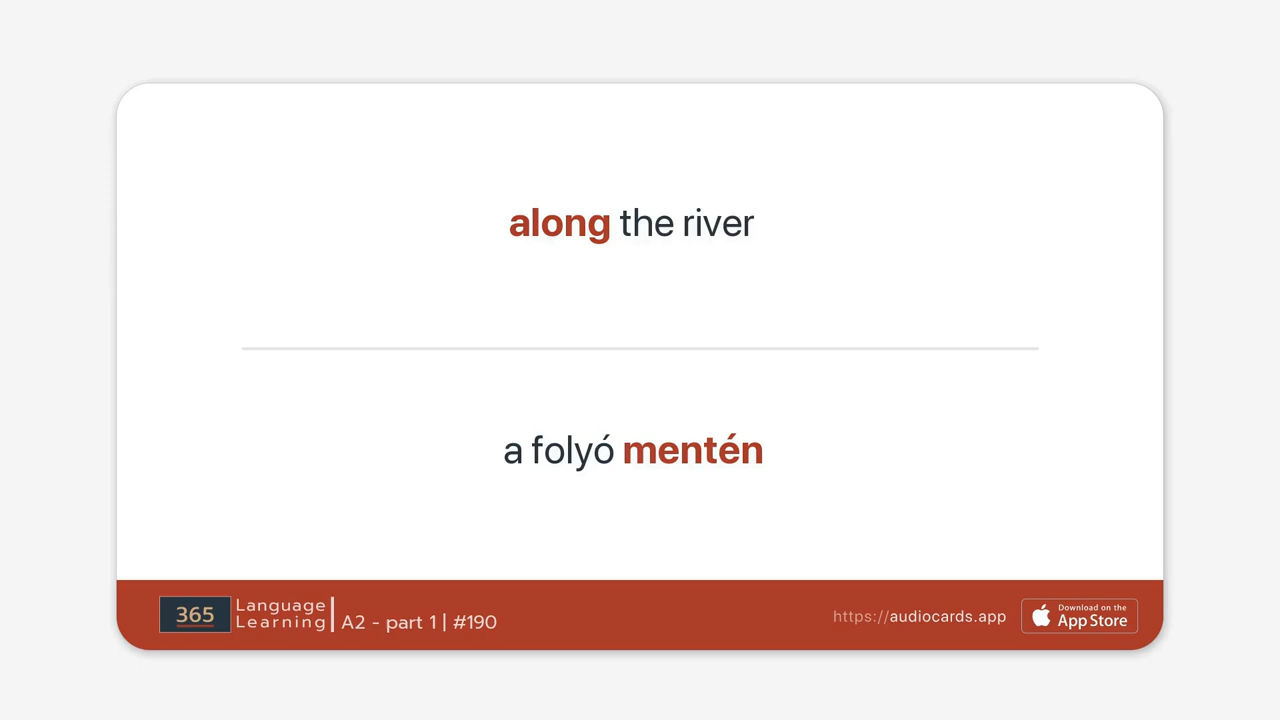 along the river
a folyó mentén
365
Language
Learning
A2 - part 1 | #190
https://audiocards.app
Download on the
App Store